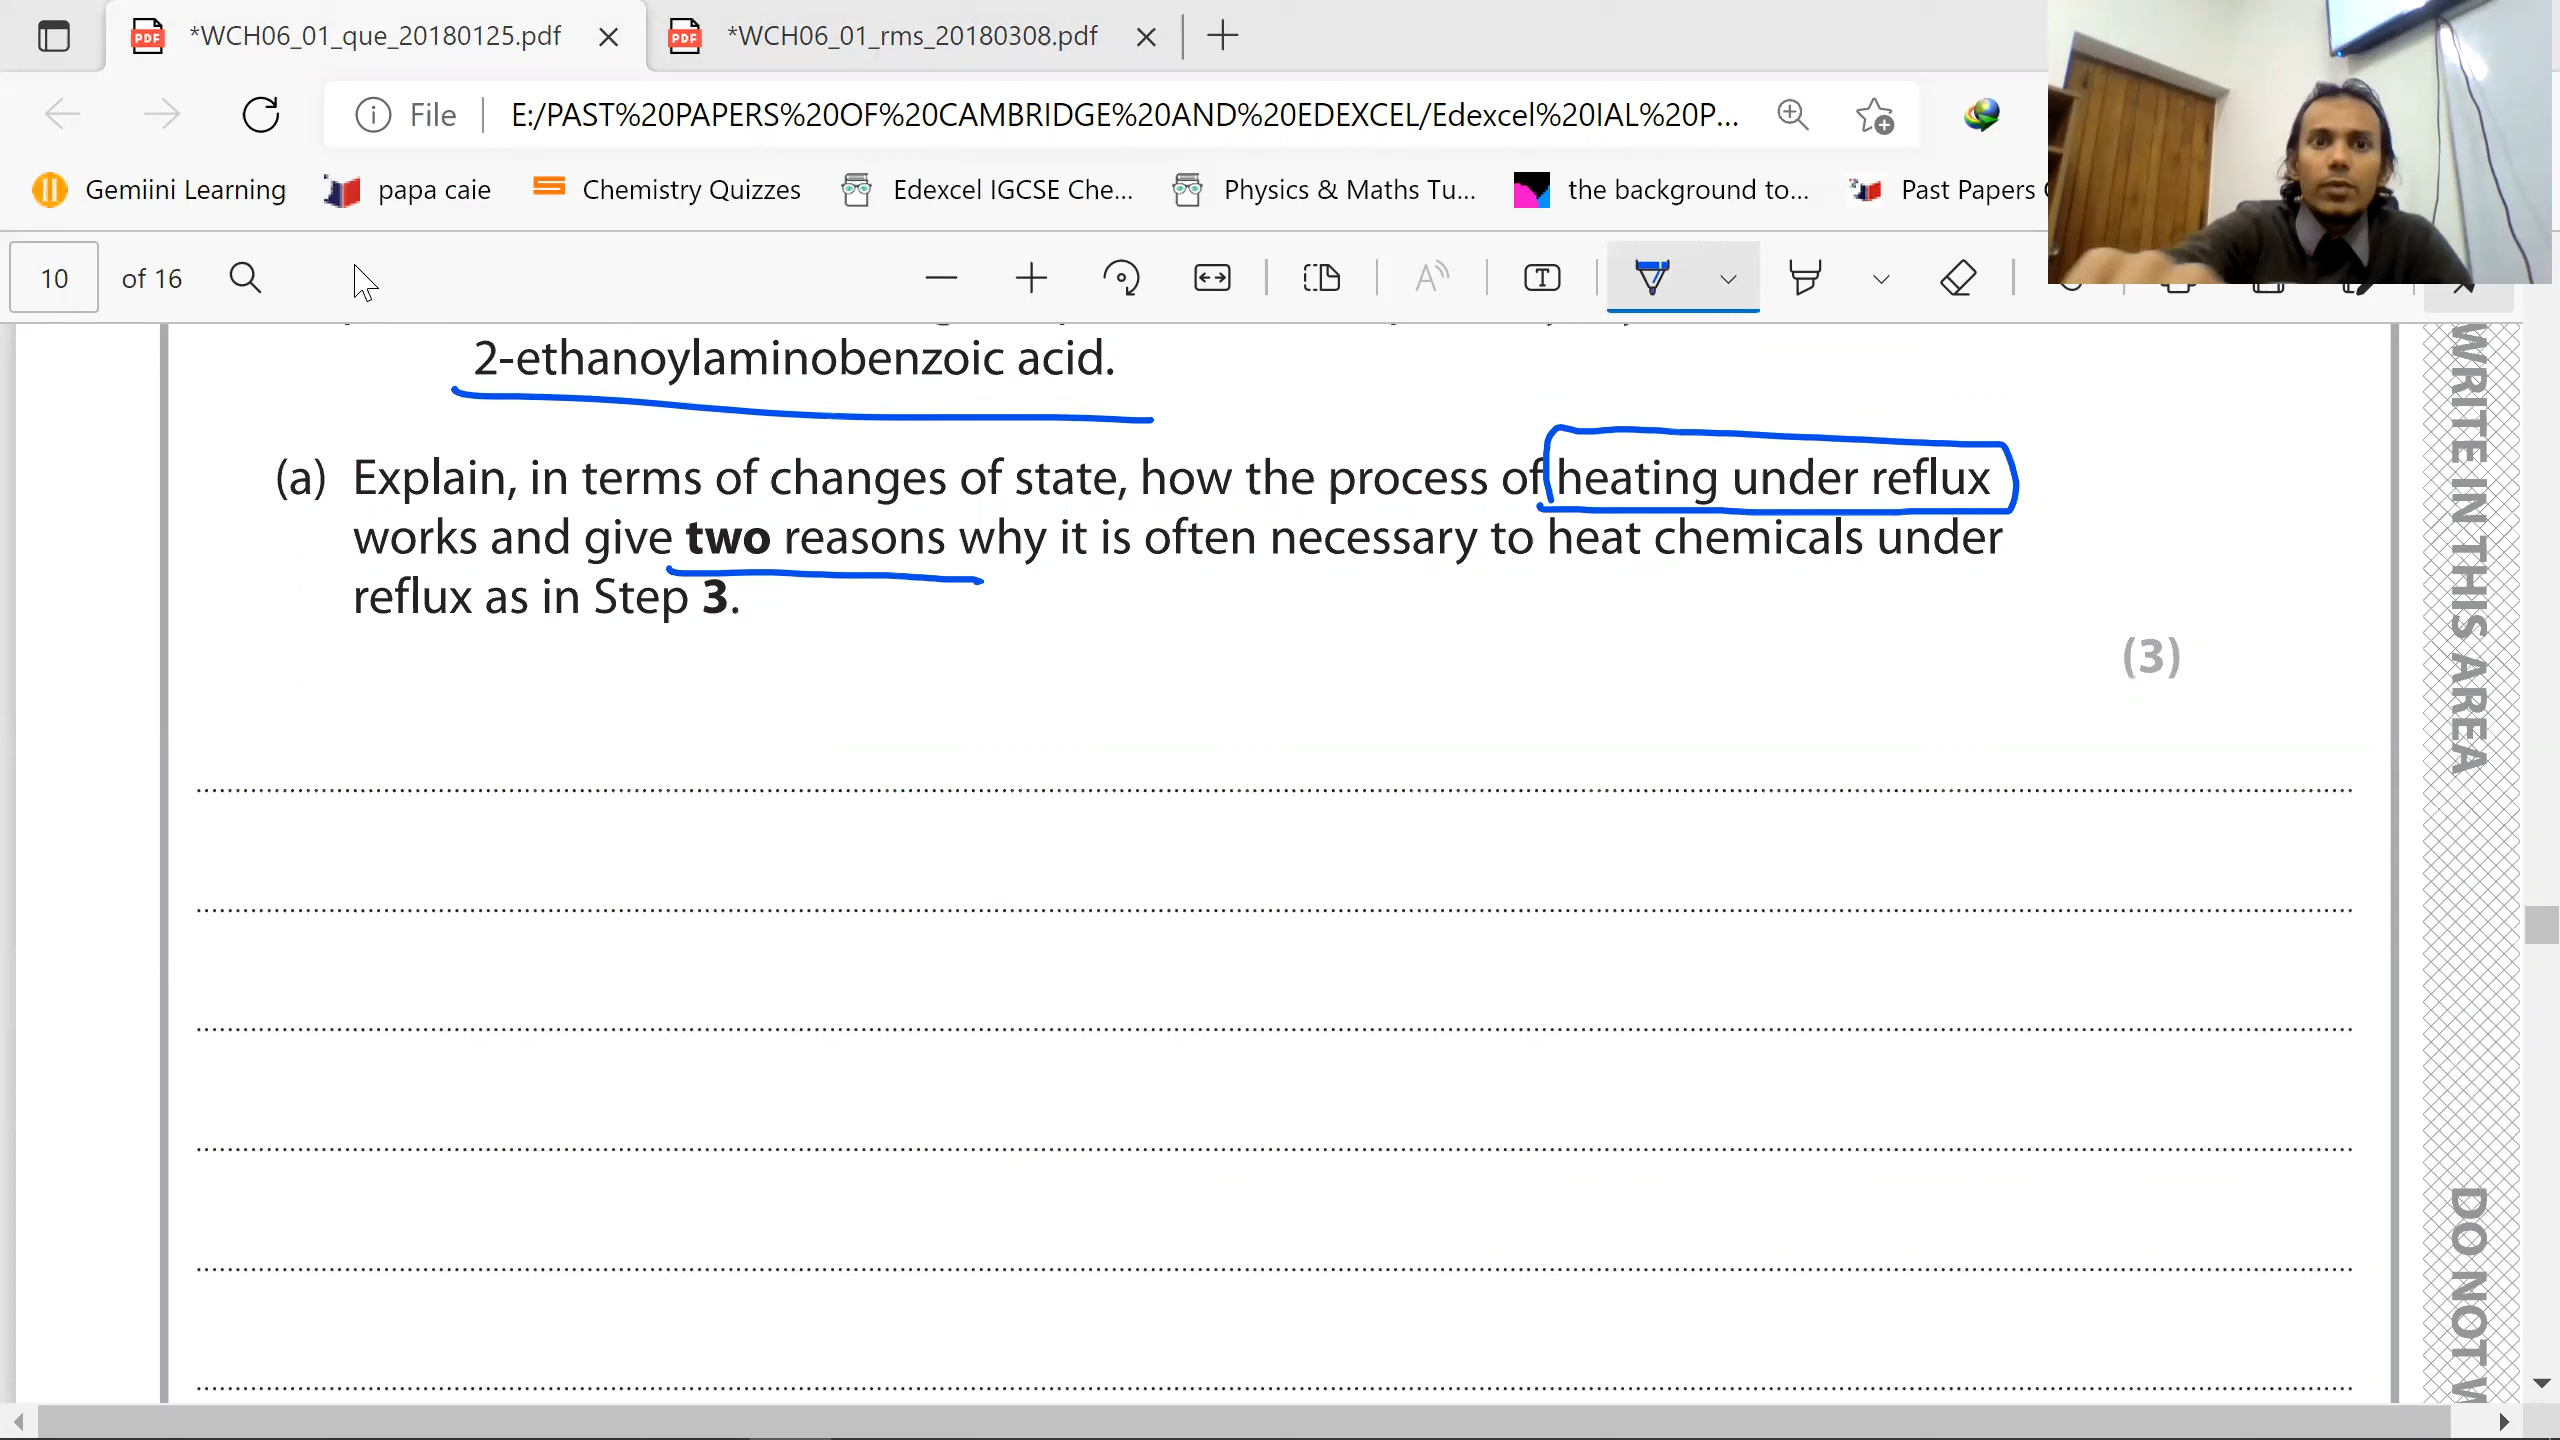 *WCH06_01_que_20180125.pdf
*WCH06_01_rms_20180308.pdf
File
E:/PAST%20PAPERS%20OF%20CAMBRIDGE%20AND%20EDEXCEL/Edexcel%20IAL%20P...
Gemiini Learning
papa caie
Chemistry Quizzes
Edexcel IGCSE Che...
Physics & Maths Tu...
the background to...
Past Papers
10 of 16
2-ethanoylaminobenzoic acid.
(a) Explain, in terms of changes of state, how the process of heating under reflux
works and give two reasons why it is often necessary to heat chemicals under
reflux as in Step 3.
(3)
WRITE IN THIS AREA
DO NOT W